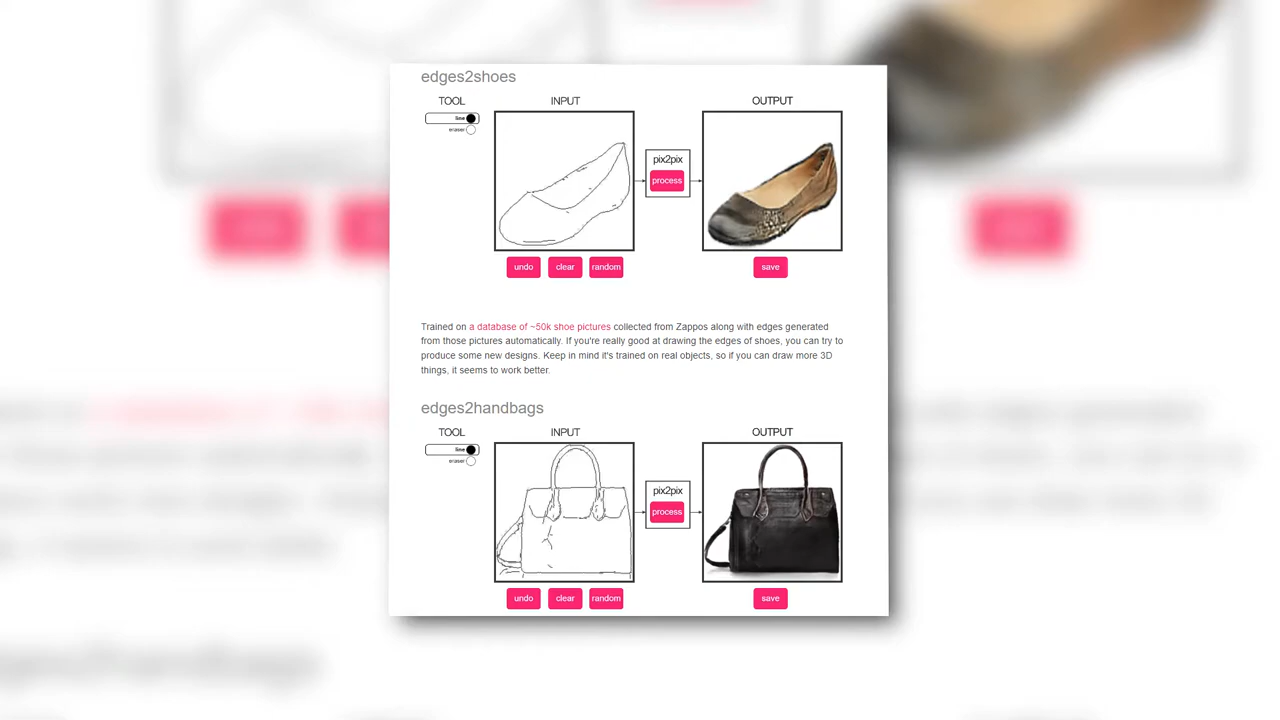 edges2shoes
TOOL
INPUT
OUTPUT
line
eraser
pix2pix
process
undo
clear
random
save
Trained on a database of ~50k shoe pictures collected from Zappos along with edges generated
from those pictures automatically. If you're really good at drawing the edges of shoes, you can try to
produce some new designs. Keep in mind it's trained on real objects, so if you can draw more 3D
things, it seems to work better.
edges2handbags
TOOL
INPUT
OUTPUT
line
eraser
pix2pix
process
undo
clear
random
save